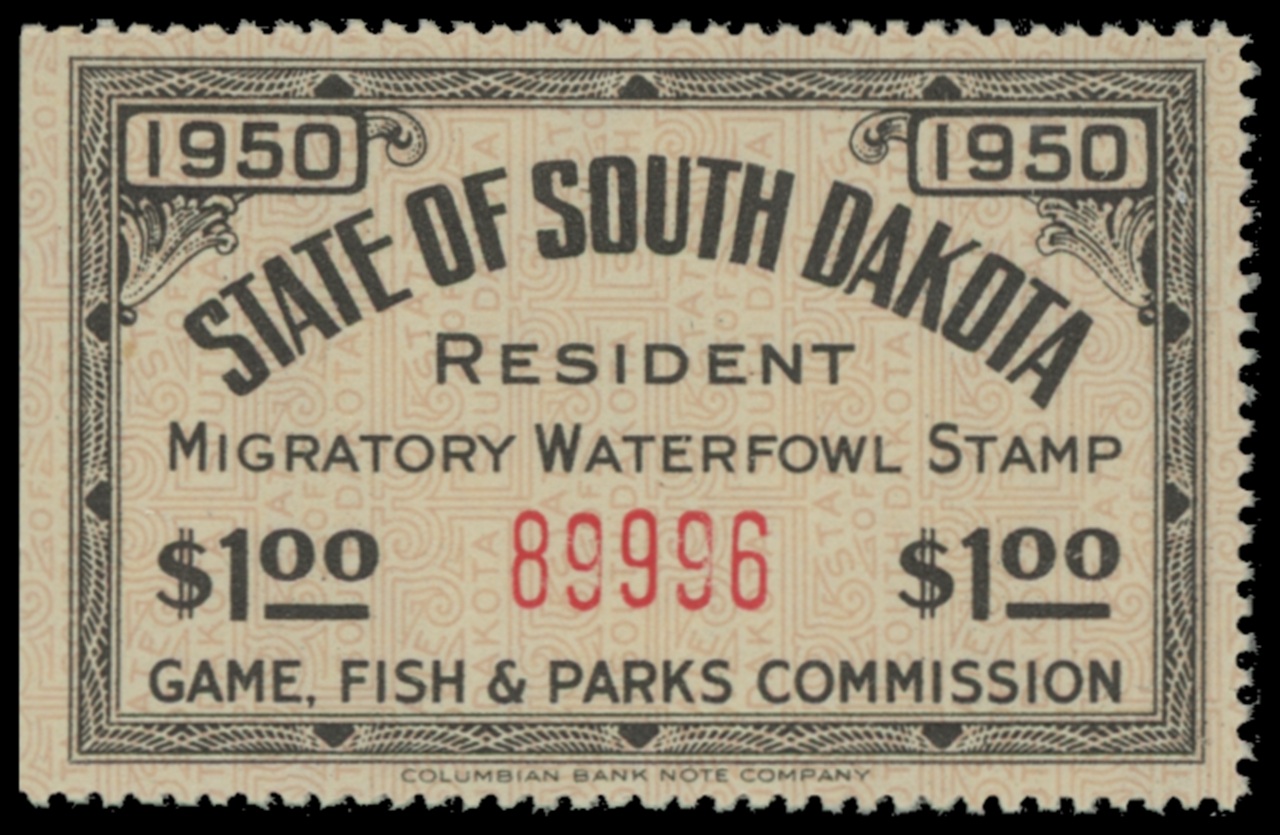 1950 1950
STATE OF SOUTH DAKOTA
RESIDENT
MIGRATORY WATERFOWL STAMP
$1.00 89996 $1.00
GAME, FISH & PARKS COMMISSION
COLUMBIAN BANK NOTE COMPANY